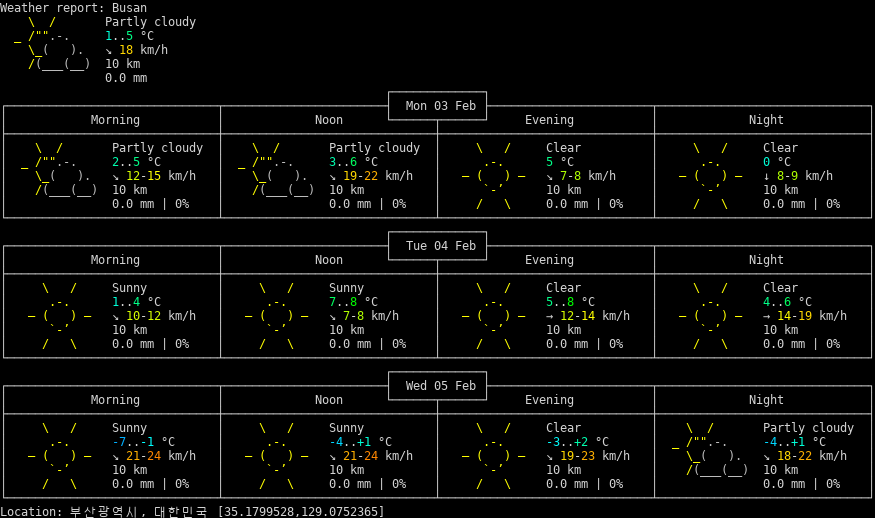 Weather report: Busan
Partly cloudy
1..5 °C
↘ 18 km/h
10 km
0.0 mm
Mon 03 Feb
Morning Noon Evening Night
Partly cloudy Partly cloudy Clear Clear
2..5 °C 3..6 °C 5 °C 0 °C
↘ 12-15 km/h ↘ 19-22 km/h ↘ 7-8 km/h ↓ 8-9 km/h
10 km 10 km 10 km 10 km
0.0 mm | 0% 0.0 mm | 0% 0.0 mm | 0% 0.0 mm | 0%
Tue 04 Feb
Morning Noon Evening Night
Sunny Sunny Clear Clear
1..4 °C 7..8 °C 5..8 °C 4..6 °C
↘ 10-12 km/h ↘ 7-8 km/h → 12-14 km/h → 14-19 km/h
10 km 10 km 10 km 10 km
0.0 mm | 0% 0.0 mm | 0% 0.0 mm | 0% 0.0 mm | 0%
Wed 05 Feb
Morning Noon Evening Night
Sunny Sunny Clear Partly cloudy
-7..-1 °C -4..+1 °C -3..+2 °C -4..+1 °C
↘ 21-24 km/h ↘ 21-24 km/h ↘ 19-23 km/h ↘ 18-22 km/h
10 km 10 km 10 km 10 km
0.0 mm | 0% 0.0 mm | 0% 0.0 mm | 0% 0.0 mm | 0%
Location: 부산광역시, 대한민국 [35.1799528,129.0752365]